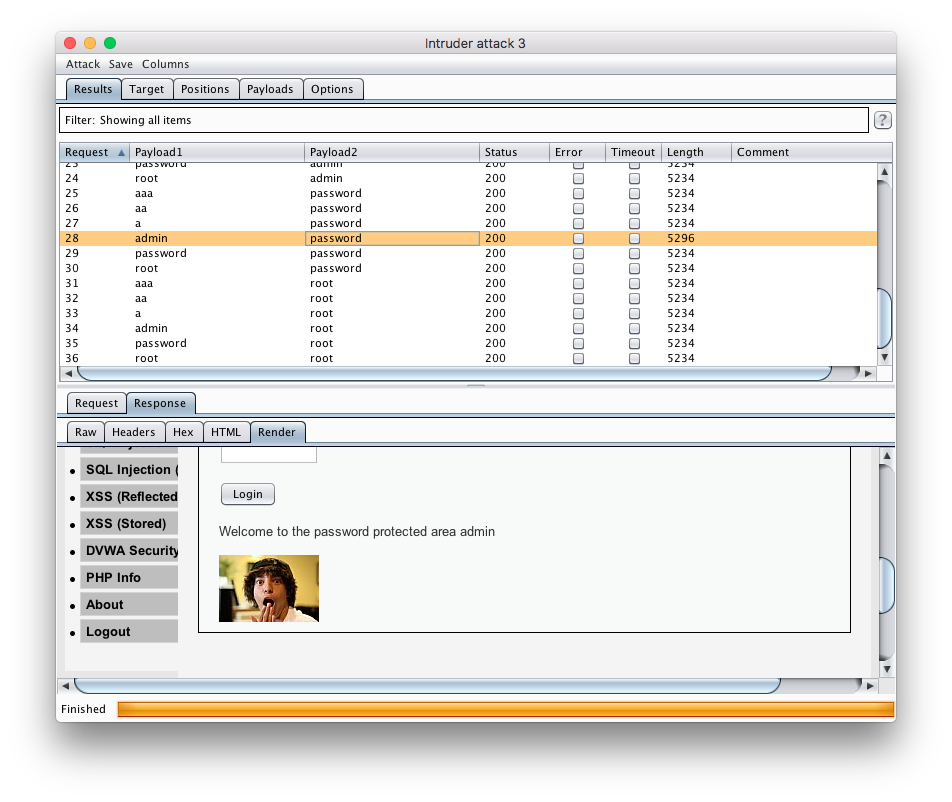 Intruder attack 3
Attack Save Columns
Results Target Positions Payloads Options
Filter: Showing all items ?
Request Payload1 Payload2 Status Error Timeout Length Comment
23 password admin 200 5234
24 root admin 200 5234
25 aaa password 200 5234
26 aa password 200 5234
27 a password 200 5234
28 admin password 200 5296
29 password password 200 5234
30 root password 200 5234
31 aaa root 200 5234
32 aa root 200 5234
33 a root 200 5234
34 admin root 200 5234
35 password root 200 5234
36 root root 200 5234
Request Response
Raw Headers Hex HTML Render
SQL Injection (
XSS (Reflected
XSS (Stored)
DVWA Security
PHP Info
About
Logout
Login
Welcome to the password protected area admin
Finished